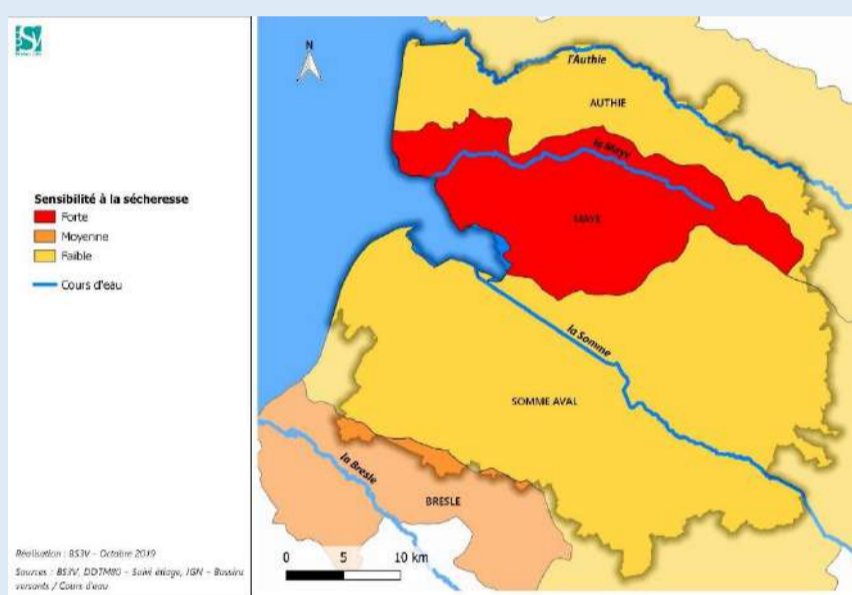 N
l'Authie
AUTHIE
la Maye
MAYE
Sensibilité à la sécheresse
Forte
Moyenne
Faible
Cours d'eau
la Somme
SOMME AVAL
la Bresle
BRESLE
0 5 10 km
Réalisation : BS3V - Octobre 2019
Sources : BS3V, DDTM80 - Suivi étiage, IGN - Bassins
versants / Cours d'eau